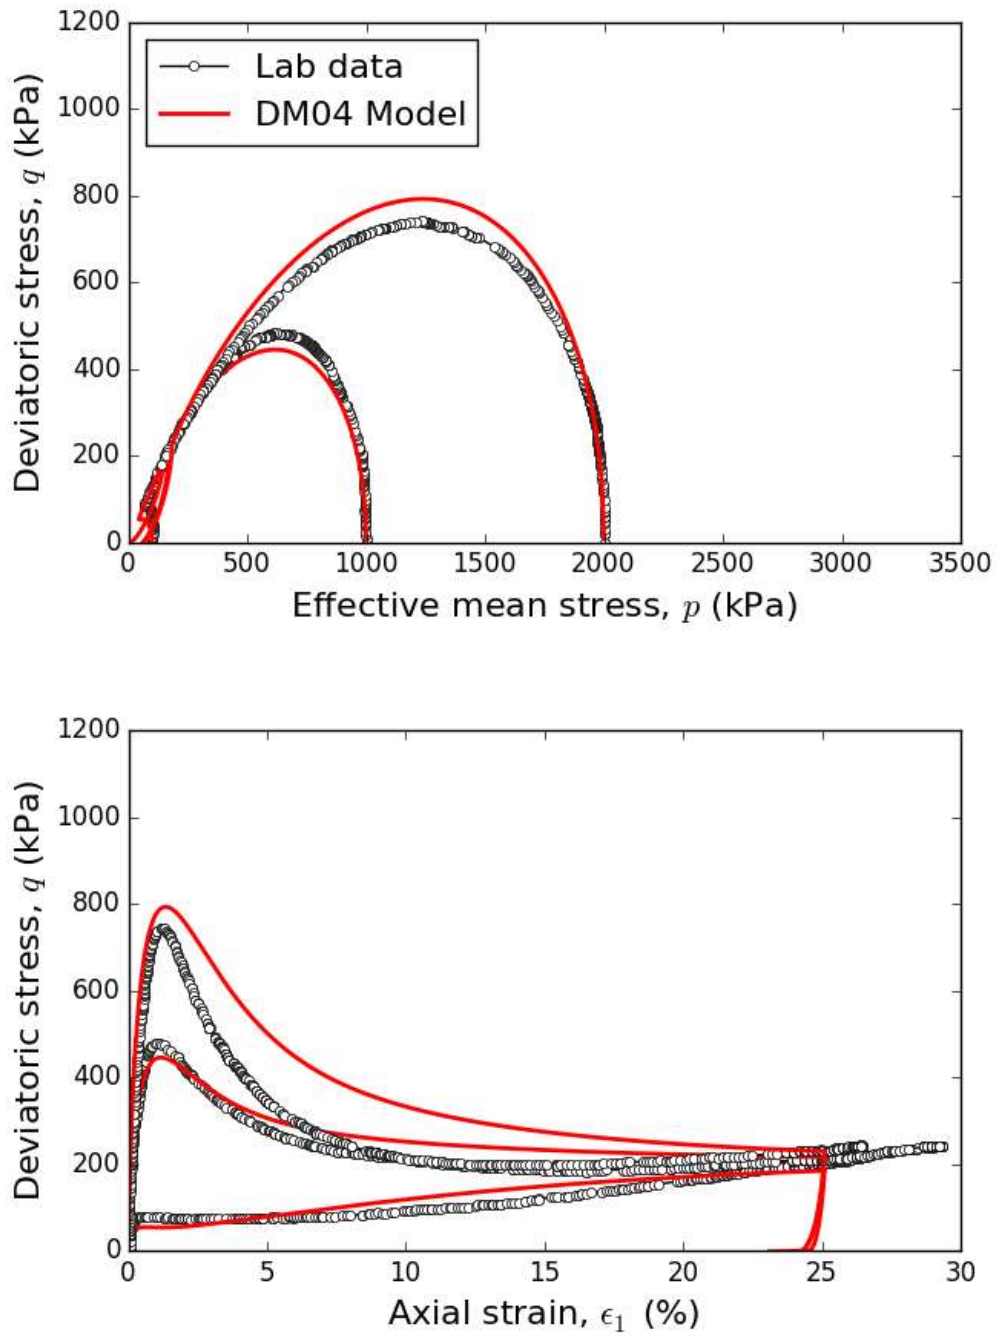 1200
1000
800
600
400
200
0
Deviatoric stress, q (kPa)
Lab data
DM04 Model
0 500 1000 1500 2000 2500 3000 3500
Effective mean stress, p (kPa)
1200
1000
800
600
400
200
0
Deviatoric stress, q (kPa)
0 5 10 15 20 25 30
Axial strain, ϵ₁ (%)